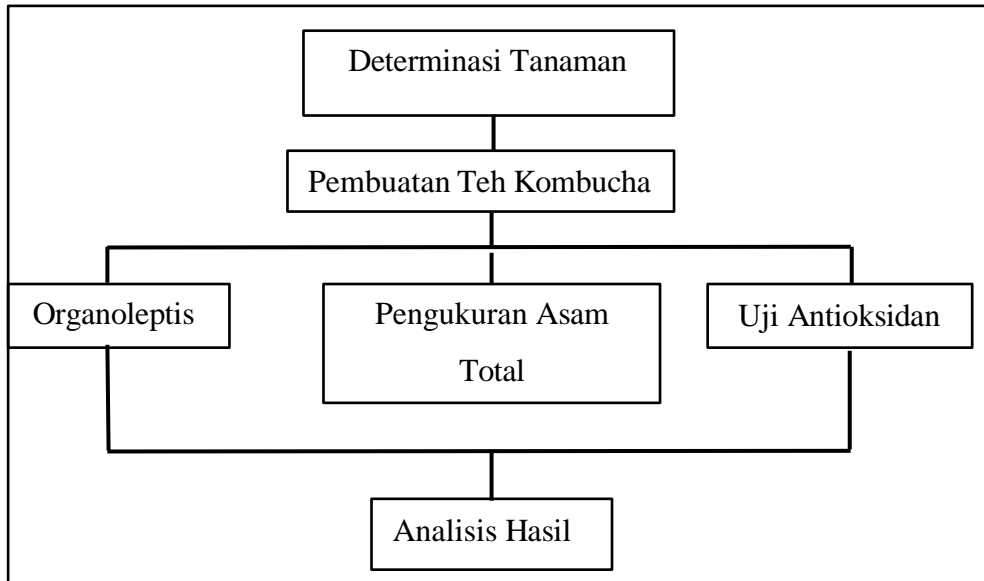 Determinasi Tanaman
Pembuatan Teh Kombucha
Organoleptis
Pengukuran Asam
Total
Uji Antioksidan
Analisis Hasil